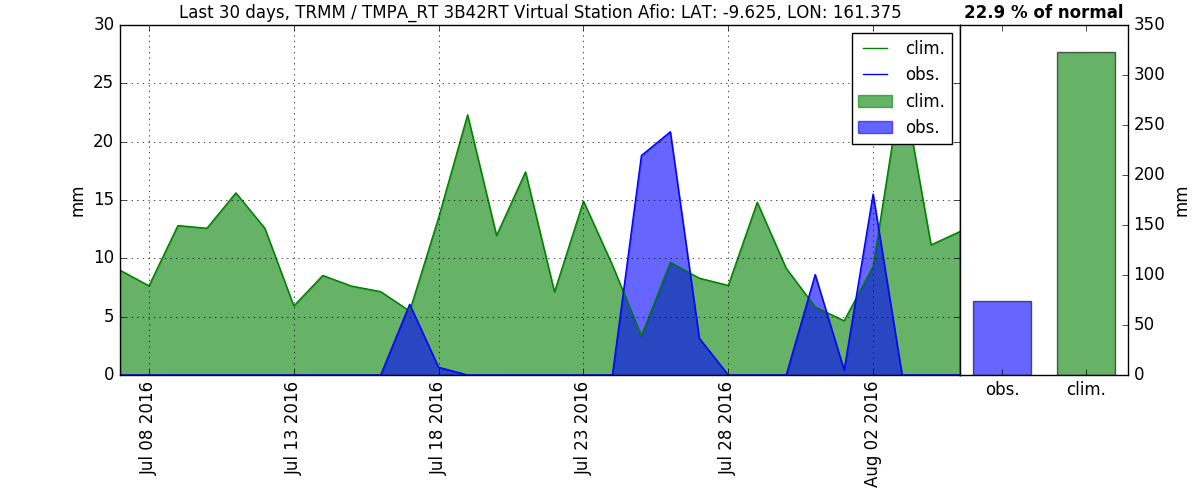 Last 30 days, TRMM / TMPA_RT 3B42RT Virtual Station Afio: LAT: -9.625, LON: 161.375
22.9 % of normal
30
25
20
15
10
5
0
mm
clim.
obs.
clim.
obs.
Jul 08 2016
Jul 13 2016
Jul 18 2016
Jul 23 2016
Jul 28 2016
Aug 02 2016
350
300
250
200
150
100
50
0
mm
obs.
clim.